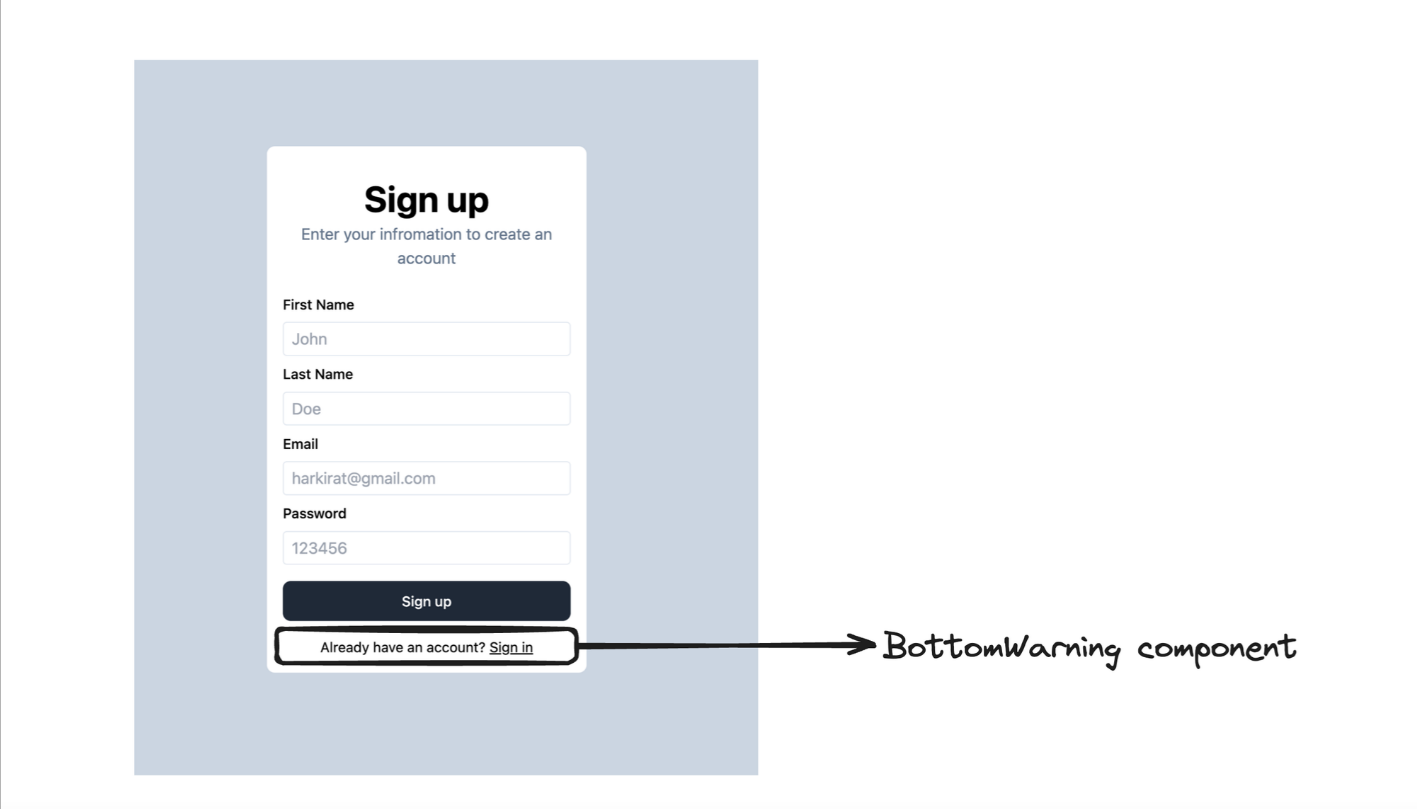 Sign up
Enter your infromation to create an
account
First Name
John
Last Name
Doe
Email
harkirat@gmail.com
Password
123456
Sign up
Already have an account? Sign in
BottomWarning component